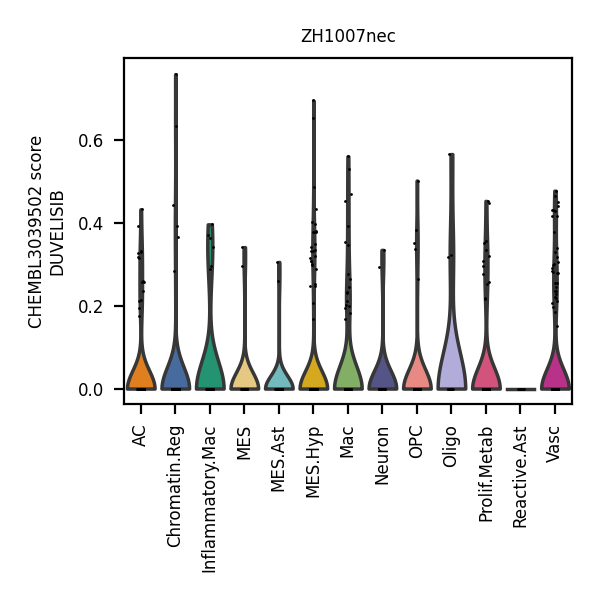 ZH1007nec
CHEMBL3039502 score
DUVELISIB
0.6
0.4
0.2
0.0
AC
Chromatin.Reg
Inflammatory.Mac
MES
MES.Ast
MES.Hyp
Mac
Neuron
OPC
Oligo
Prolif.Metab
Reactive.Ast
Vasc